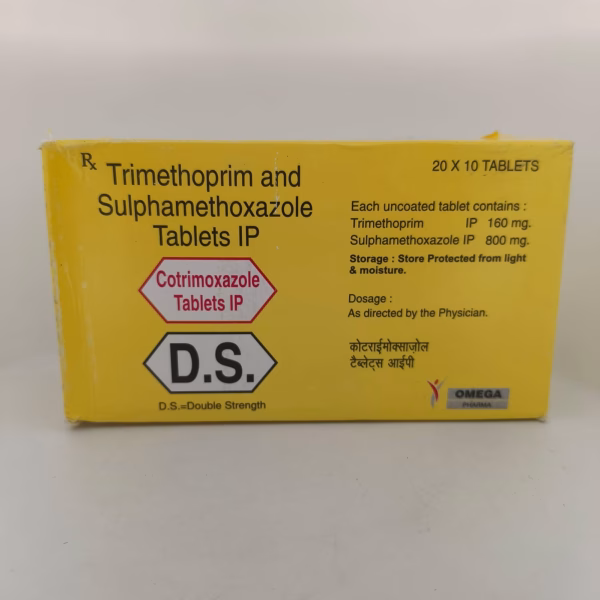 Rx
Trimethoprim and
Sulphamethoxazole
Tablets IP
Cotrimoxazole
Tablets IP
D.S.
D.S.=Double Strength
20 X 10 TABLETS
Each uncoated tablet contains :
Trimethoprim IP 160 mg.
Sulphamethoxazole IP 800 mg.
Storage : Store Protected from light
& moisture.
Dosage :
As directed by the Physician.
कोटराईमोक्साज़ोल
टैब्लेट्स आईपी
OMEGA
PHARMA